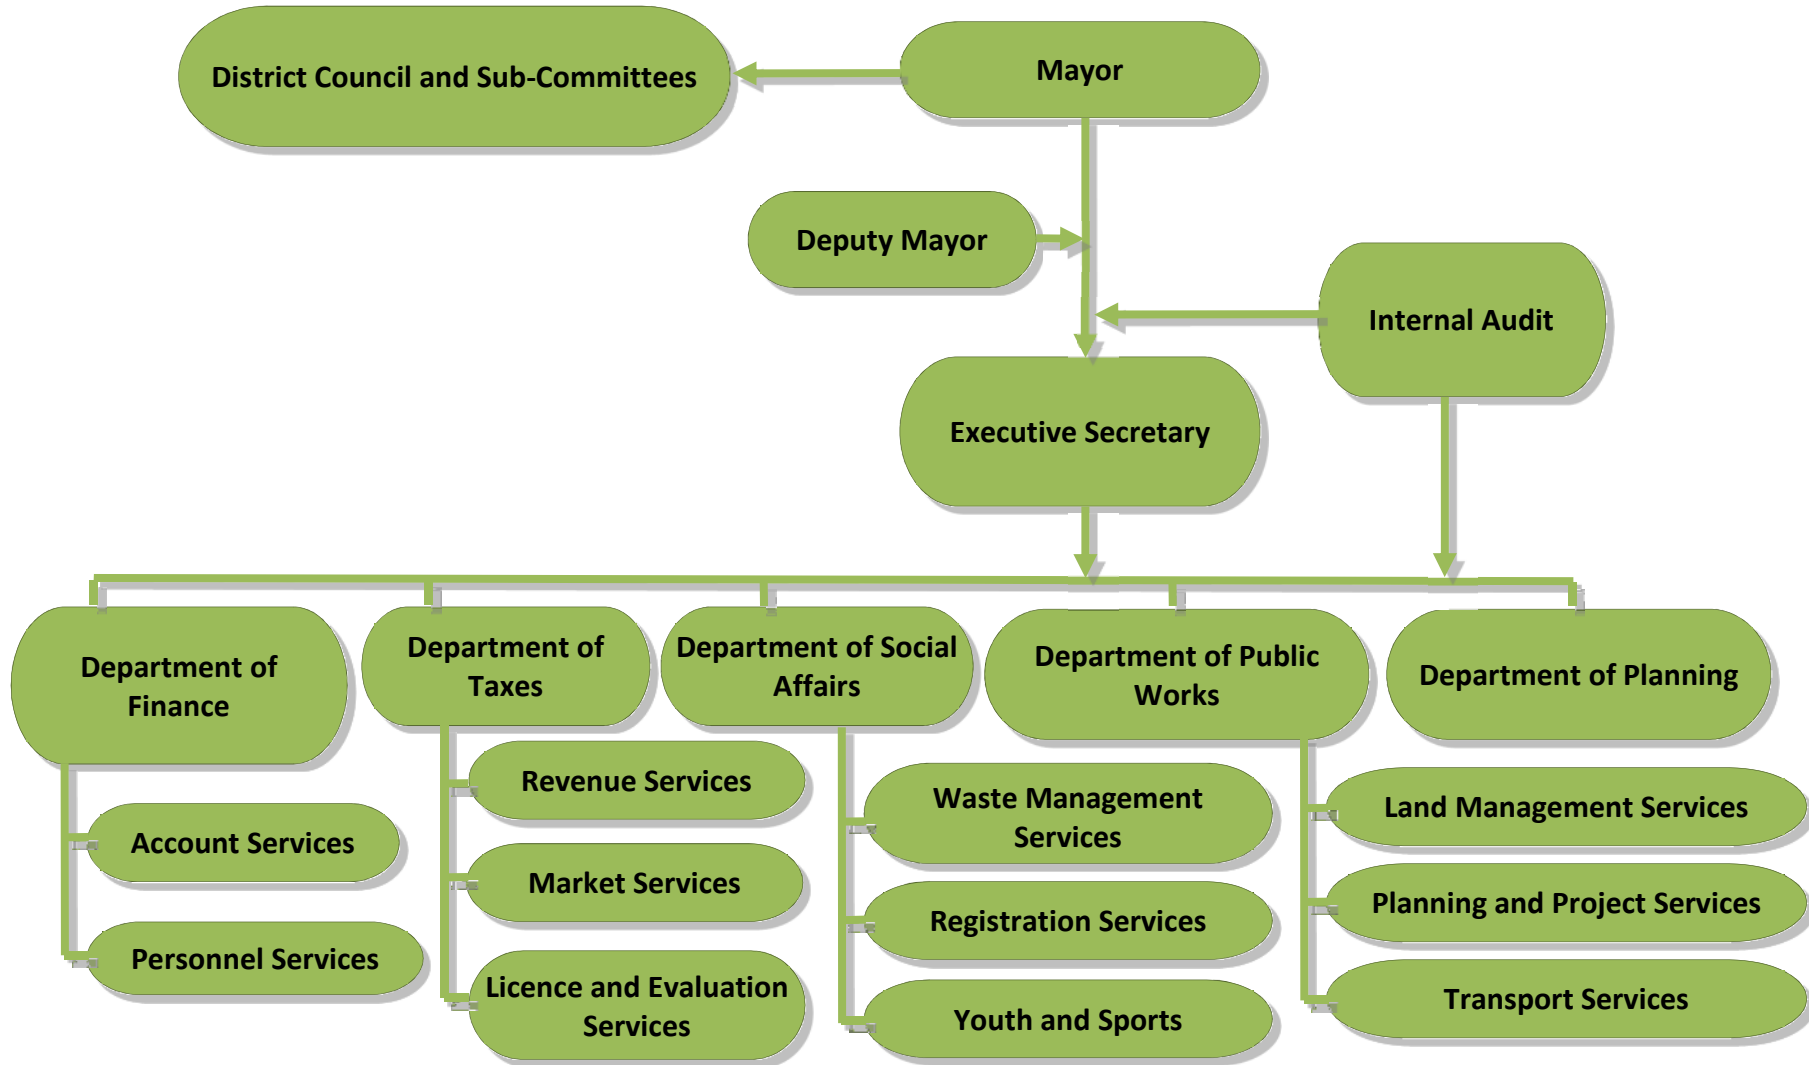 District Council and Sub-Committees
Mayor
Deputy Mayor
Internal Audit
Executive Secretary
Department of
Finance
Department of
Taxes
Department of Social
Affairs
Department of Public
Works
Department of Planning
Account Services
Personnel Services
Revenue Services
Market Services
Licence and Evaluation
Services
Waste Management
Services
Registration Services
Youth and Sports
Land Management Services
Planning and Project Services
Transport Services